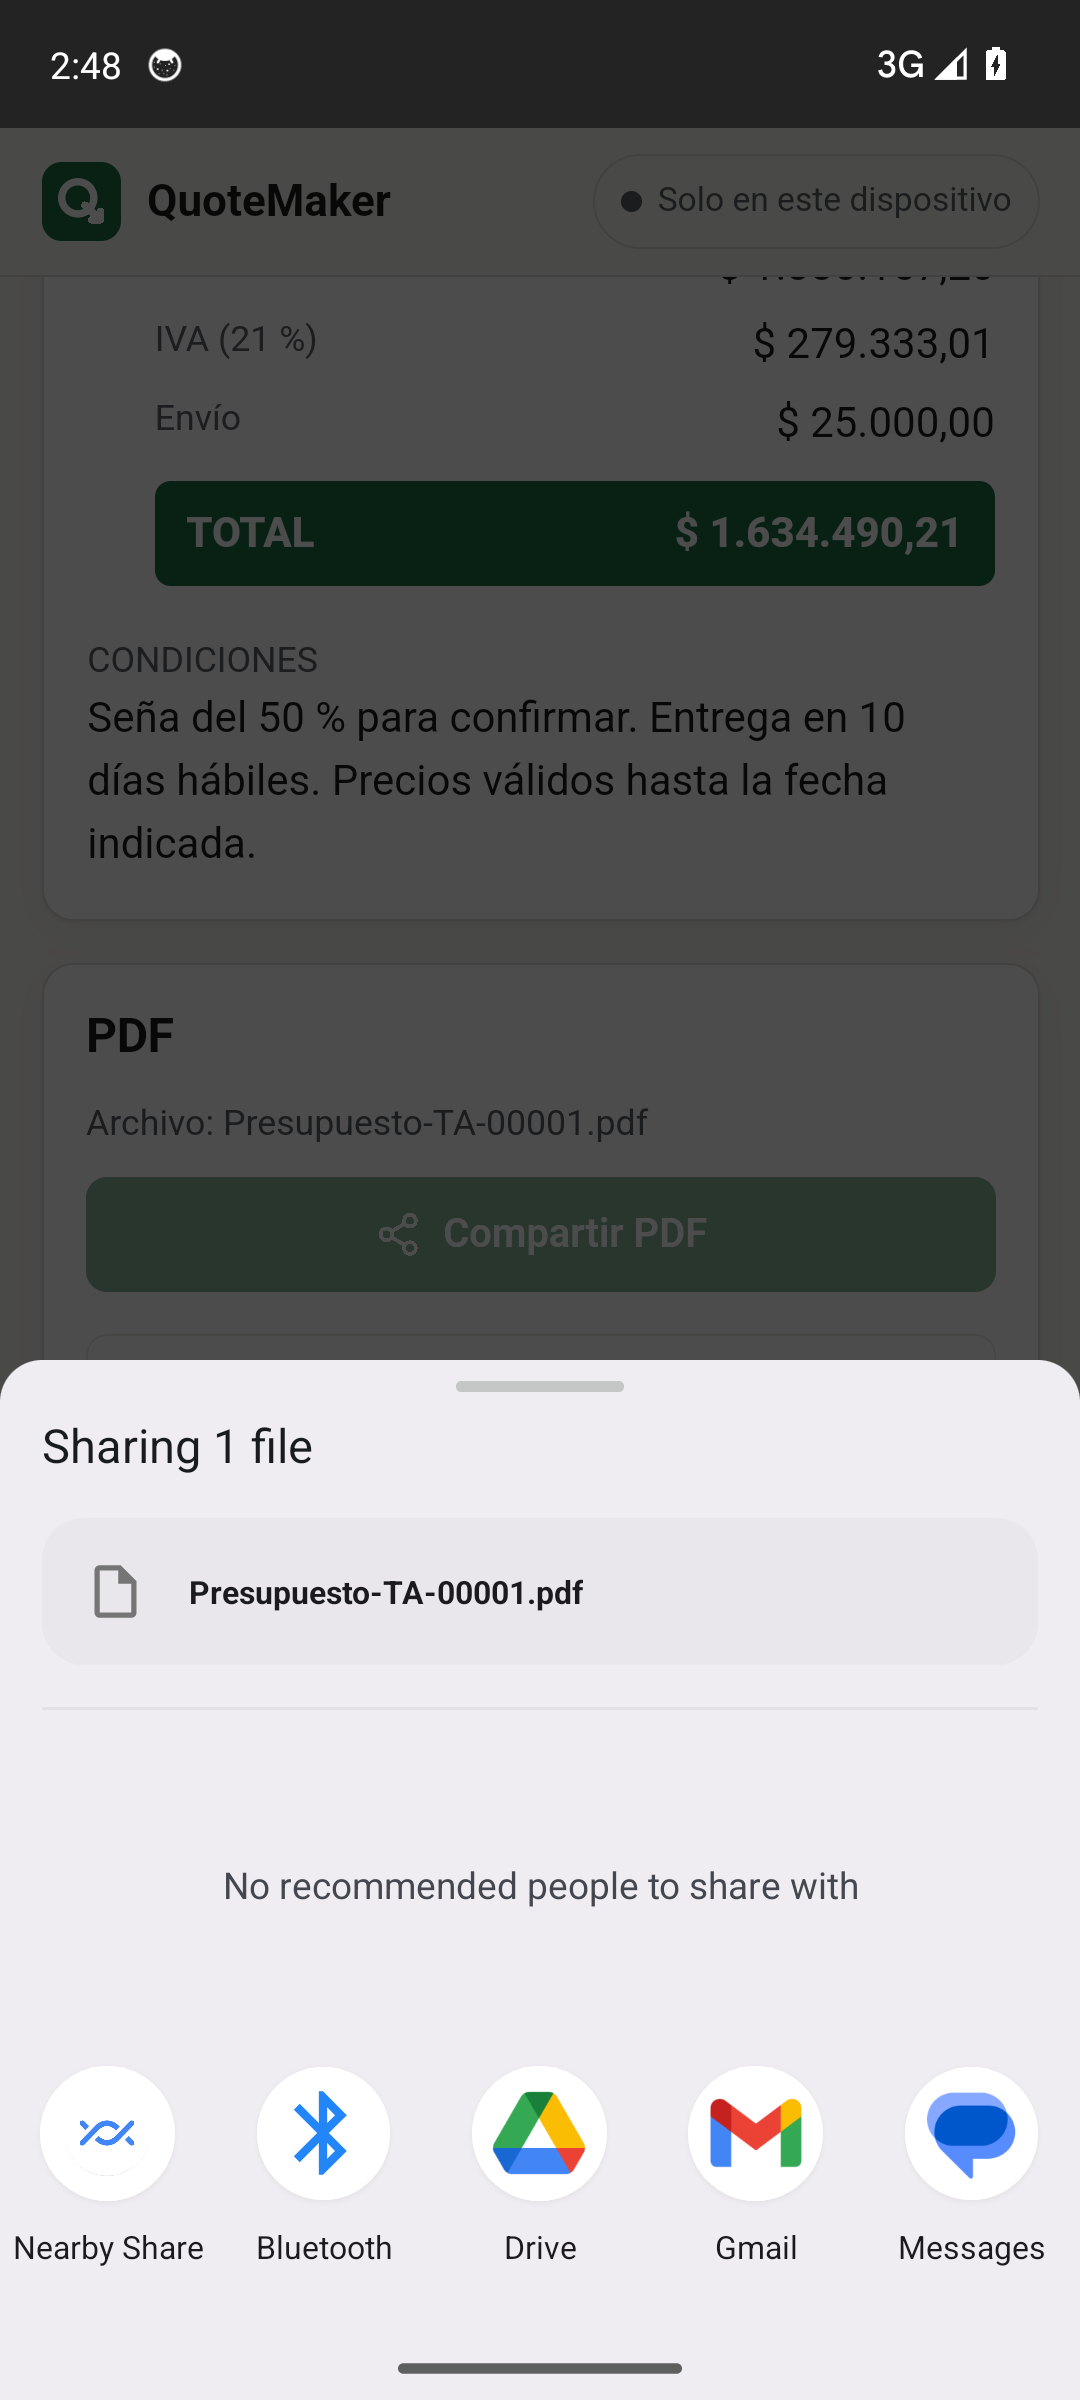 2:48
3G
QuoteMaker
Solo en este dispositivo
IVA (21 %)
$ 279.333,01
Envío
$ 25.000,00
TOTAL
$ 1.634.490,21
CONDICIONES
Seña del 50 % para confirmar. Entrega en 10
días hábiles. Precios válidos hasta la fecha
indicada.
PDF
Archivo: Presupuesto-TA-00001.pdf
Compartir PDF
Sharing 1 file
Presupuesto-TA-00001.pdf
No recommended people to share with
Nearby Share
Bluetooth
Drive
Gmail
Messages